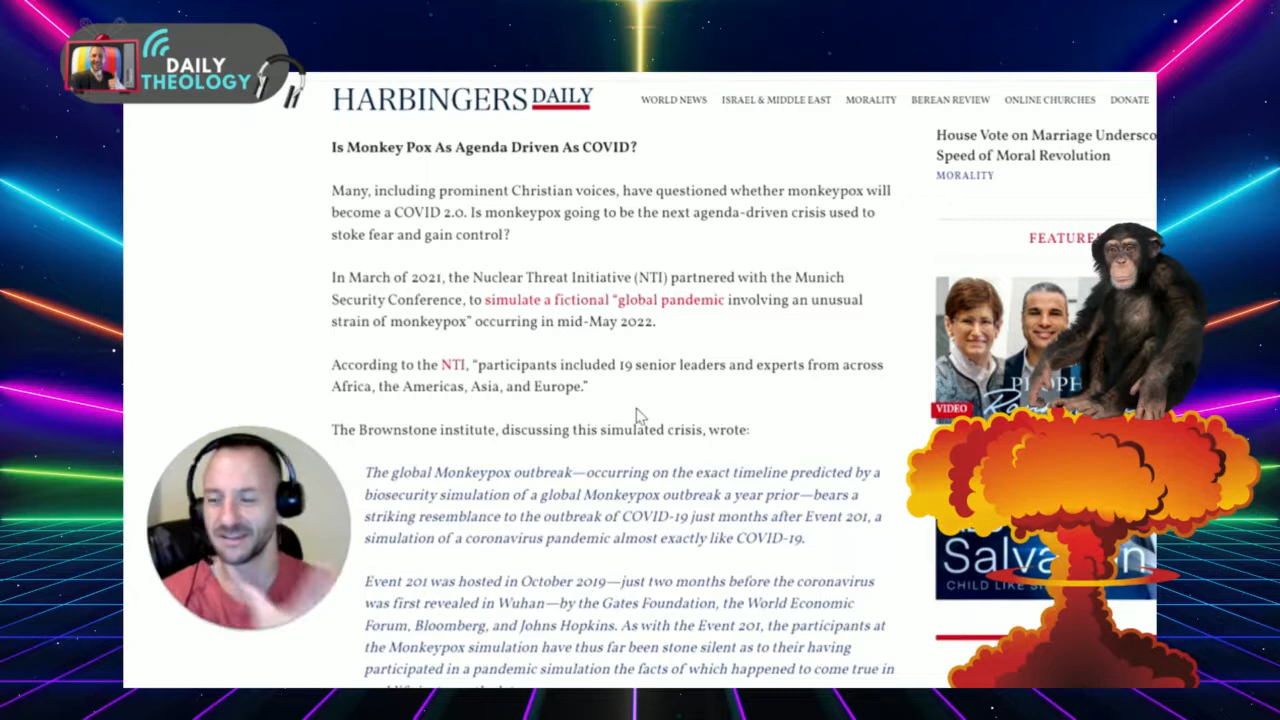 DAILY
THEOLOGY
HARBINGERS DAILY
WORLD NEWS ISRAEL & MIDDLE EAST MORALITY BEREAN REVIEW ONLINE CHURCHES DONATE
Is Monkey Pox As Agenda Driven As COVID?
Many, including prominent Christian voices, have questioned whether monkeypox will
become a COVID 2.0. Is monkeypox going to be the next agenda-driven crisis used to
stoke fear and gain control?
In March of 2021, the Nuclear Threat Initiative (NTI) partnered with the Munich
Security Conference, to simulate a fictional “global pandemic involving an unusual
strain of monkeypox” occurring in mid-May 2022.
According to the NTI, “participants included 19 senior leaders and experts from across
Africa, the Americas, Asia, and Europe.”
The Brownstone institute, discussing this simulated crisis, wrote:
The global Monkeypox outbreak—occurring on the exact timeline predicted by a
biosecurity simulation of a global Monkeypox outbreak a year prior—bears a
striking resemblance to the outbreak of COVID-19 just months after Event 201, a
simulation of a coronavirus pandemic almost exactly like COVID-19.
Event 201 was hosted in October 2019—just two months before the coronavirus
was first revealed in Wuhan—by the Gates Foundation, the World Economic
Forum, Bloomberg, and Johns Hopkins. As with the Event 201, the participants at
the Monkeypox simulation have thus far been stone silent as to their having
participated in a pandemic simulation the facts of which happened to come true in
House Vote on Marriage Undersco
Speed of Moral Revolution
MORALITY
FEATURE
PROPH
VIDEO
Salva n
CHILD LIKE